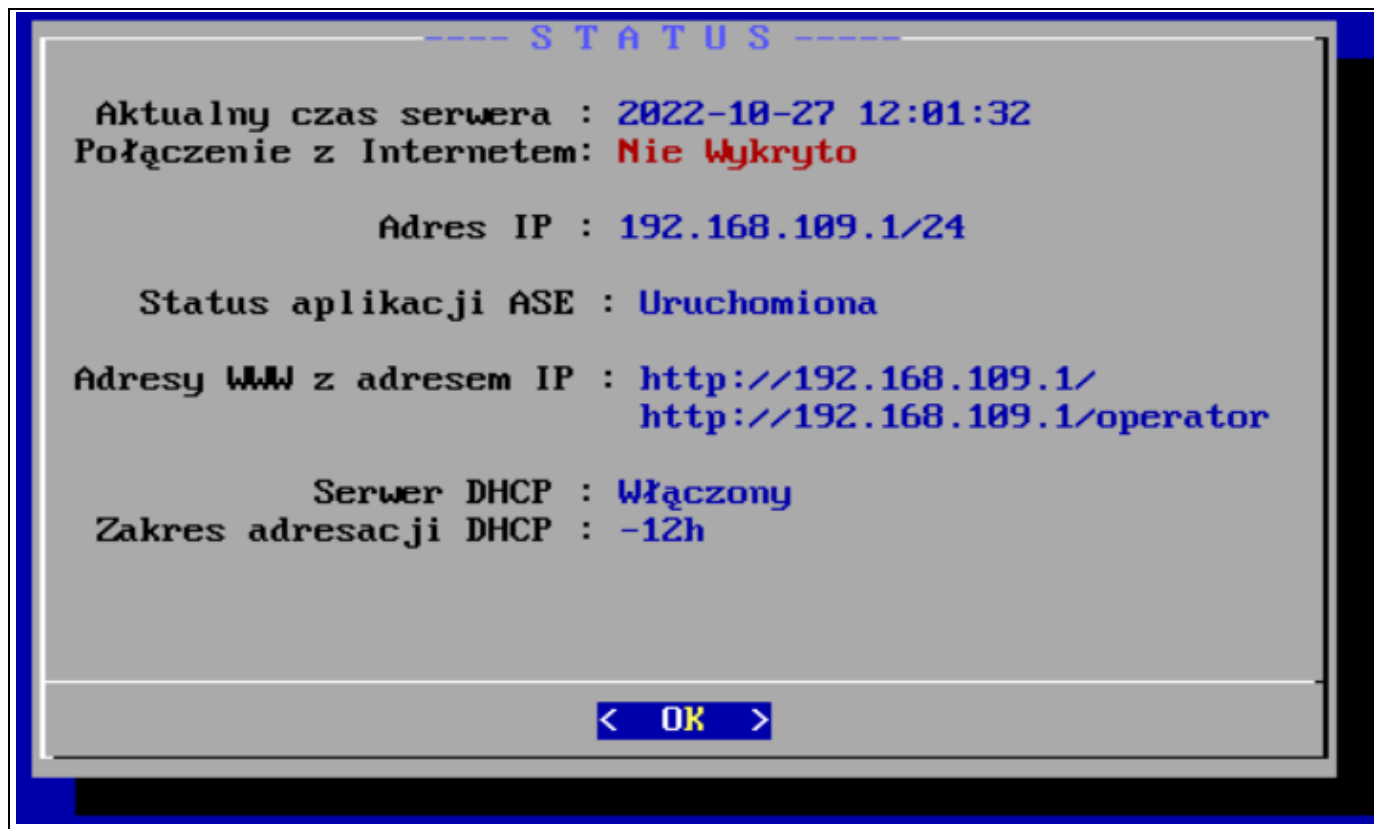 ---- S T A T U S -----
Aktualny czas serwera : 2022-10-27 12:01:32
Połączenie z Internetem: Nie Wykryto
Adres IP : 192.168.109.1/24
Status aplikacji ASE : Uruchomiona
Adresy WWW z adresem IP : http://192.168.109.1/
http://192.168.109.1/operator
Serwer DHCP : Włączony
Zakres adresacji DHCP : -12h
< OK >